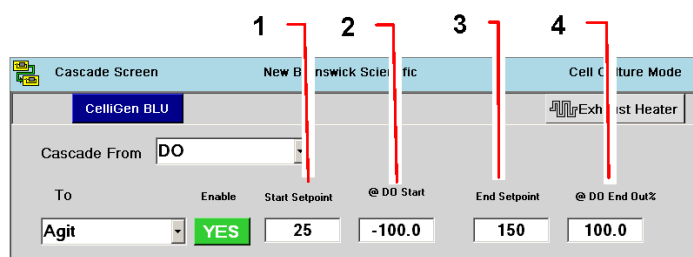 1 2 3 4
Cascade Screen New Brunswick Scientific Cell Culture Mode
CelliGen BLU Exhaust Heater
Cascade From DO
To Enable Start Setpoint @ DO Start End Setpoint @ DO End Out%
Agit YES 25 -100.0 150 100.0